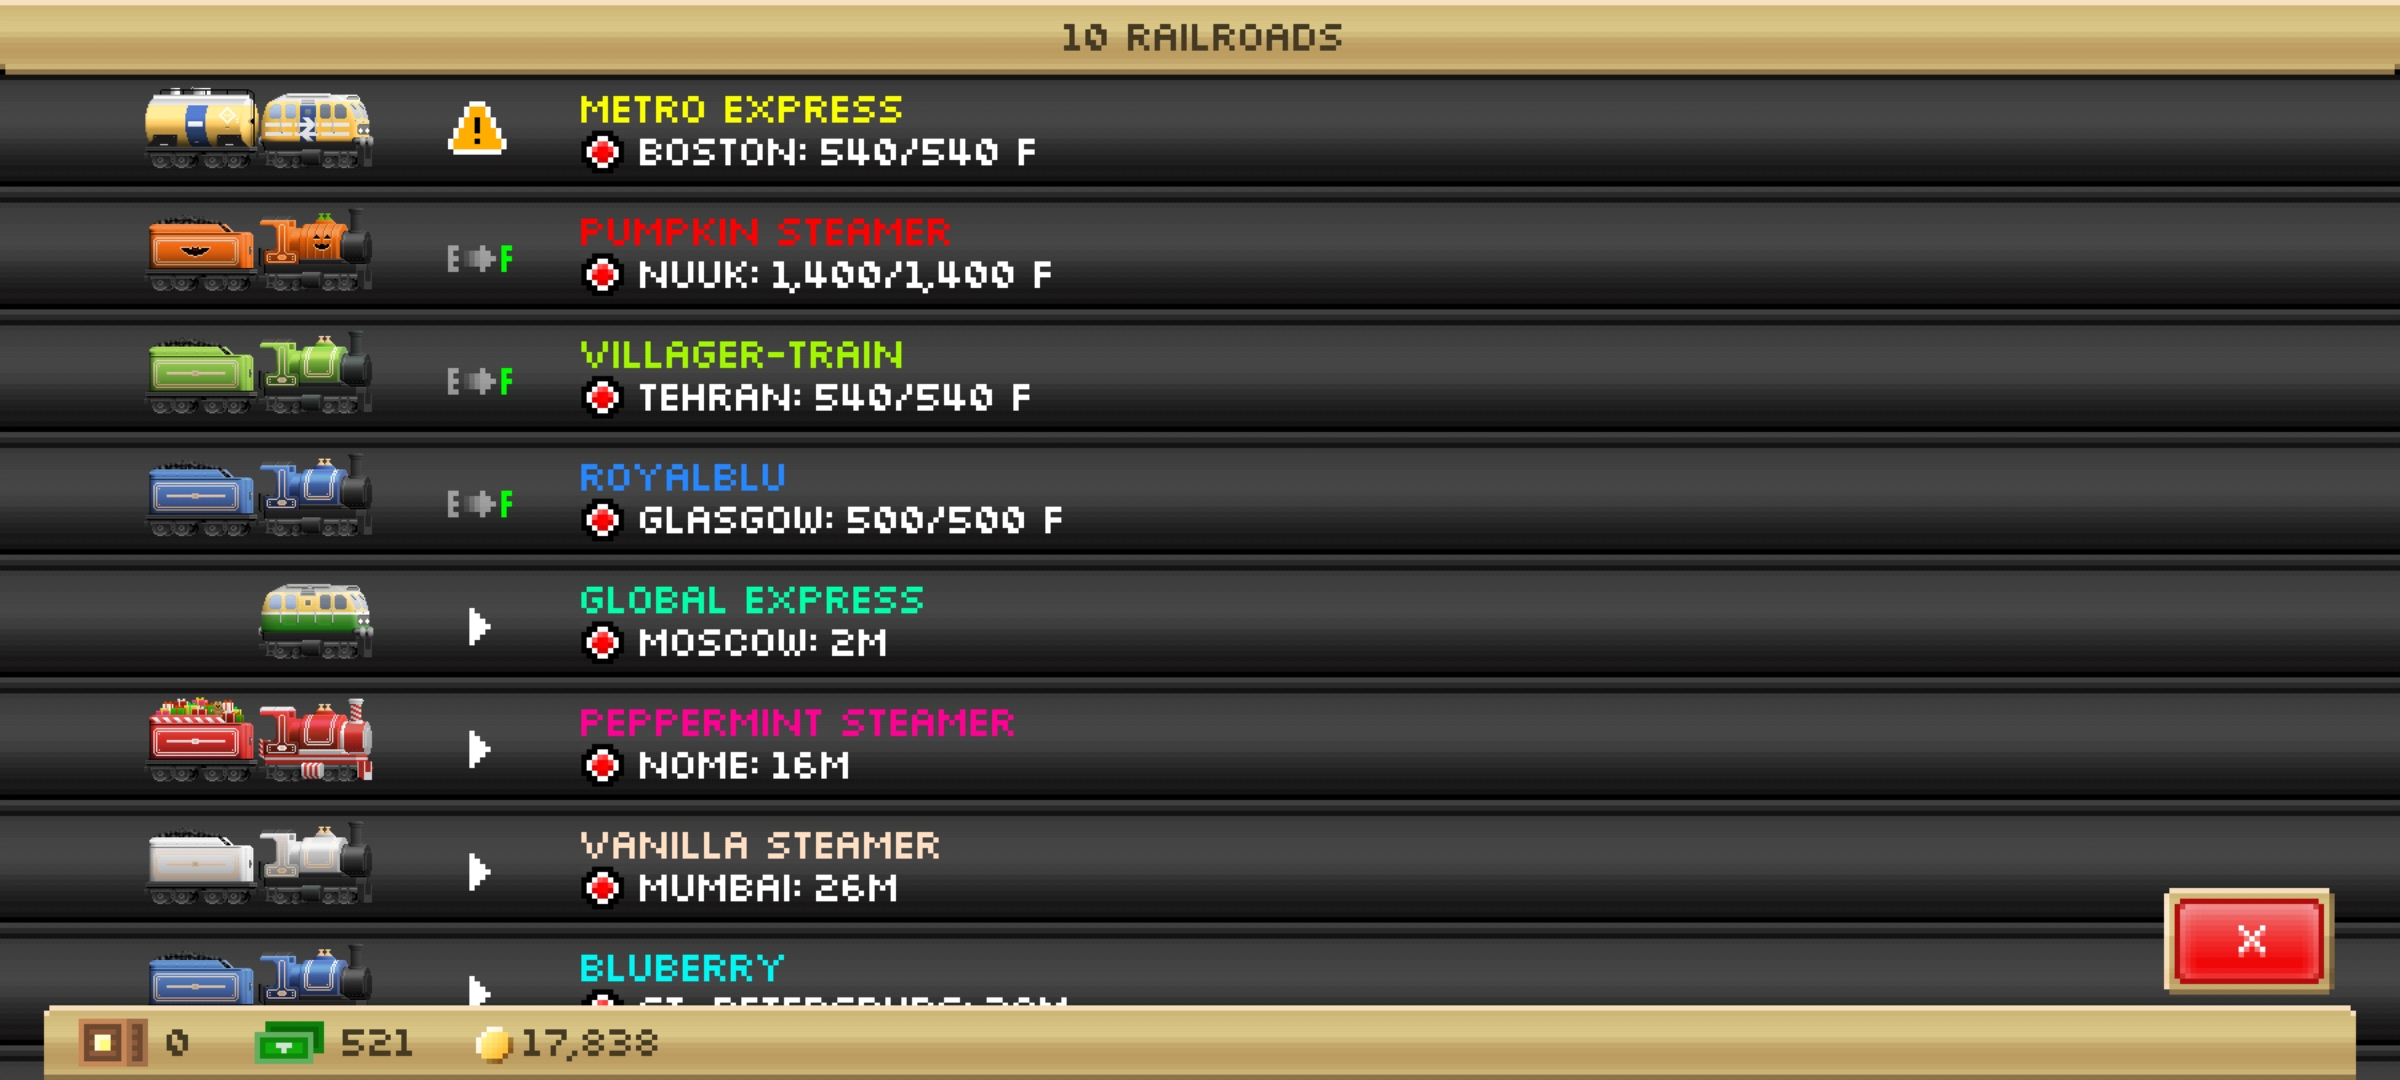 10 RAILROADS
METRO EXPRESS
BOSTON: 540/540 F
PUMPKIN STEAMER
E F NUUK: 1,400/1,400 F
VILLAGER-TRAIN
E F TEHRAN: 540/540 F
ROYALBLU
E F GLASGOW: 500/500 F
GLOBAL EXPRESS
MOSCOW: 2M
PEPPERMINT STEAMER
NOME: 16M
VANILLA STEAMER
MUMBAI: 26M
BLUBERRY
X
0 521 17,838